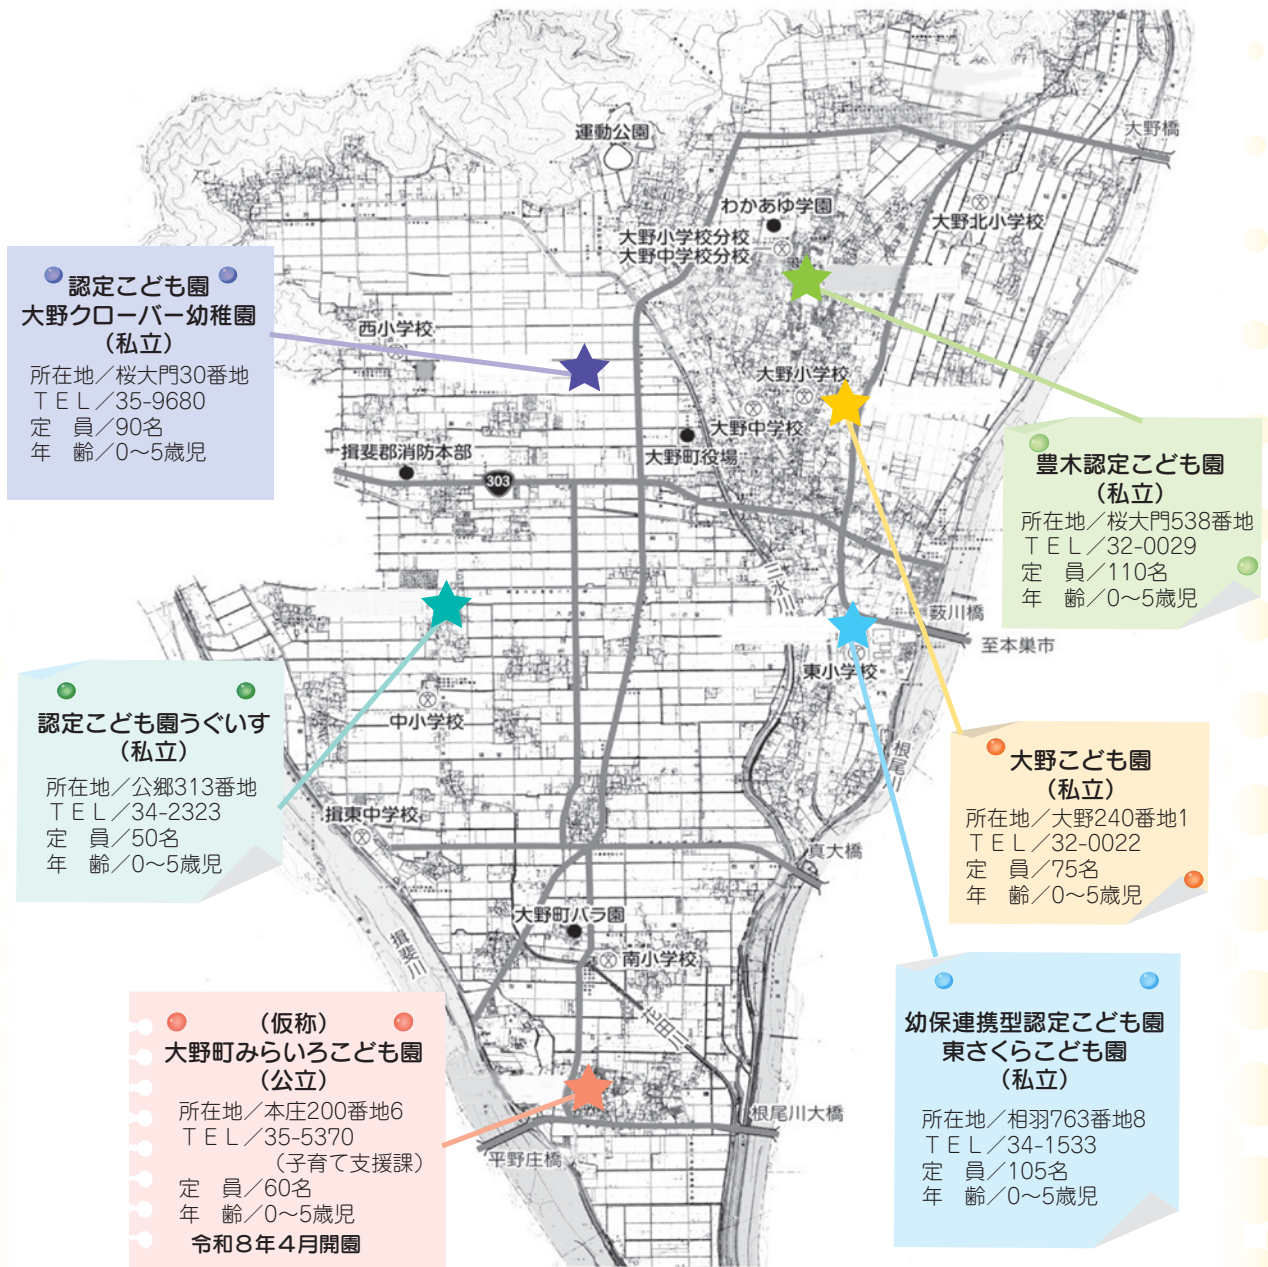 運動公園
大野橋
わかあゆ学園
大野北小学校
大野小学校分校
大野中学校分校
認定こども園
大野クローバー幼稚園
（私立）
所在地／桜大門30番地
ＴＥＬ／35-9680
定　員／90名
年　齢／0～5歳児
西小学校
大野小学校
大野中学校
揖斐郡消防本部
大野町役場
303
豊木認定こども園
（私立）
所在地／桜大門538番地
ＴＥＬ／32-0029
定　員／110名
年　齢／0～5歳児
三水川
薮川橋
至本巣市
東小学校
認定こども園うぐいす
（私立）
所在地／公郷313番地
ＴＥＬ／34-2323
定　員／50名
年　齢／0～5歳児
中小学校
根尾川
大野こども園
（私立）
所在地／大野240番地1
ＴＥＬ／32-0022
定　員／75名
年　齢／0～5歳児
揖東中学校
真大橋
大野町バラ園
揖斐川
南小学校
幼保連携型認定こども園
東さくらこども園
（私立）
所在地／相羽763番地8
ＴＥＬ／34-1533
定　員／105名
年　齢／0～5歳児
（仮称）
大野町みらいろこども園
（公立）
所在地／本庄200番地6
ＴＥＬ／35-5370
（子育て支援課）
定　員／60名
年　齢／0～5歳児
令和８年４月開園
根尾川大橋
平野庄橋